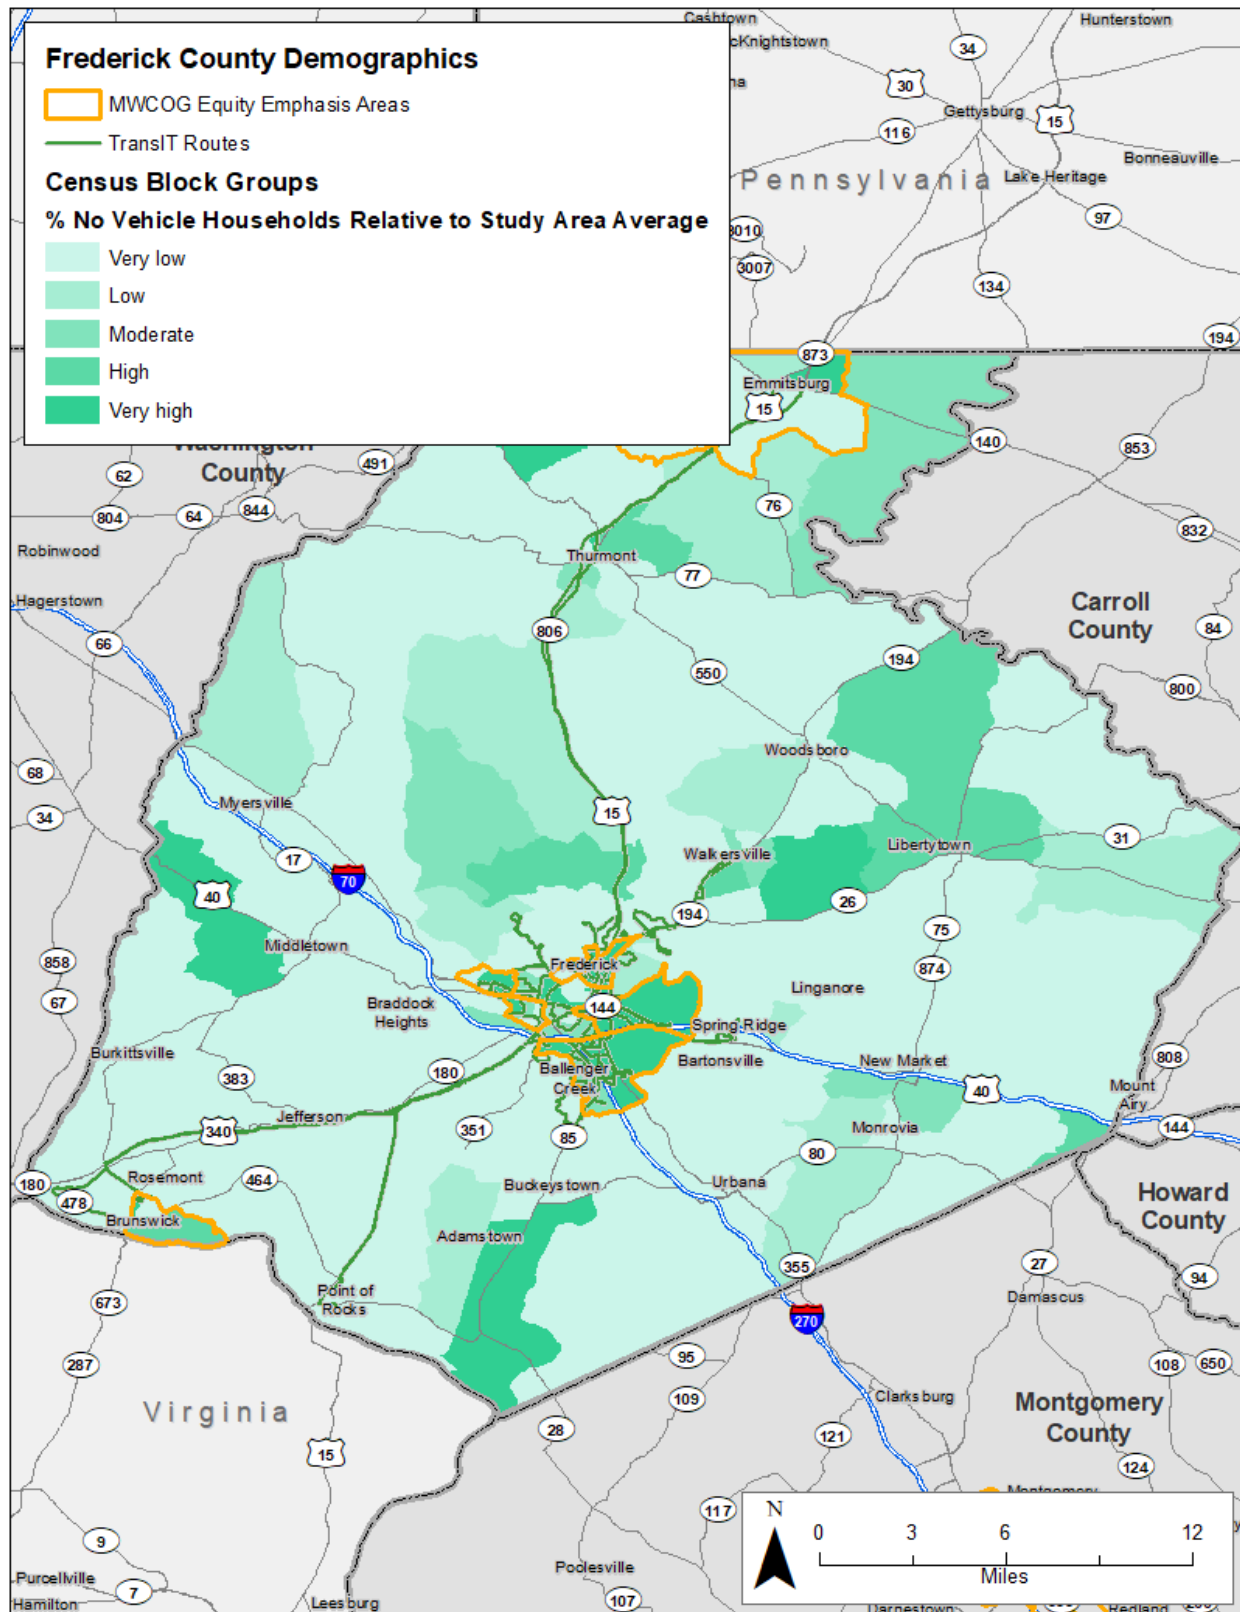 Frederick County Demographics
MWCOG Equity Emphasis Areas
TransIT Routes
Census Block Groups
% No Vehicle Households Relative to Study Area Average
Very low
Low
Moderate
High
Very high
Cashtown
cKnightstown
na
Hunterstown
34
30
Gettysburg
15
116
Bonneauville
Pennsylvania
Lake Heritage
97
3010
3007
134
194
873
Emmitsburg
15
140
853
Washington
County
491
62
804
64
844
76
832
Robinwood
Thurmont
77
Hagerstown
Carroll
County
84
66
806
194
550
800
Woodsboro
68
34
Myersville
15
17
70
Walkersville
Libertytown
31
40
26
194
75
Middletown
858
Frederick
874
67
Linganore
Braddock
Heights
144
Spring Ridge
Burkittsville
Bartonsville
New Market
808
383
180
Ballenger
Creek
40
Mount
Airy
340
Jefferson
351
85
Monrovia
144
80
180
Rosemont
464
Buckeystown
Urbana
478
Brunswick
Howard
County
Adamstown
355
27
94
Point of
Rocks
Damascus
673
270
287
95
108
650
109
Clarksburg
Virginia
Montgomery
County
28
121
15
124
Montgomery
117
N
0
3
6
12
Miles
9
Poolesville
Purcellville
7
Hamilton
Leesburg
107
Darnestown
Redland